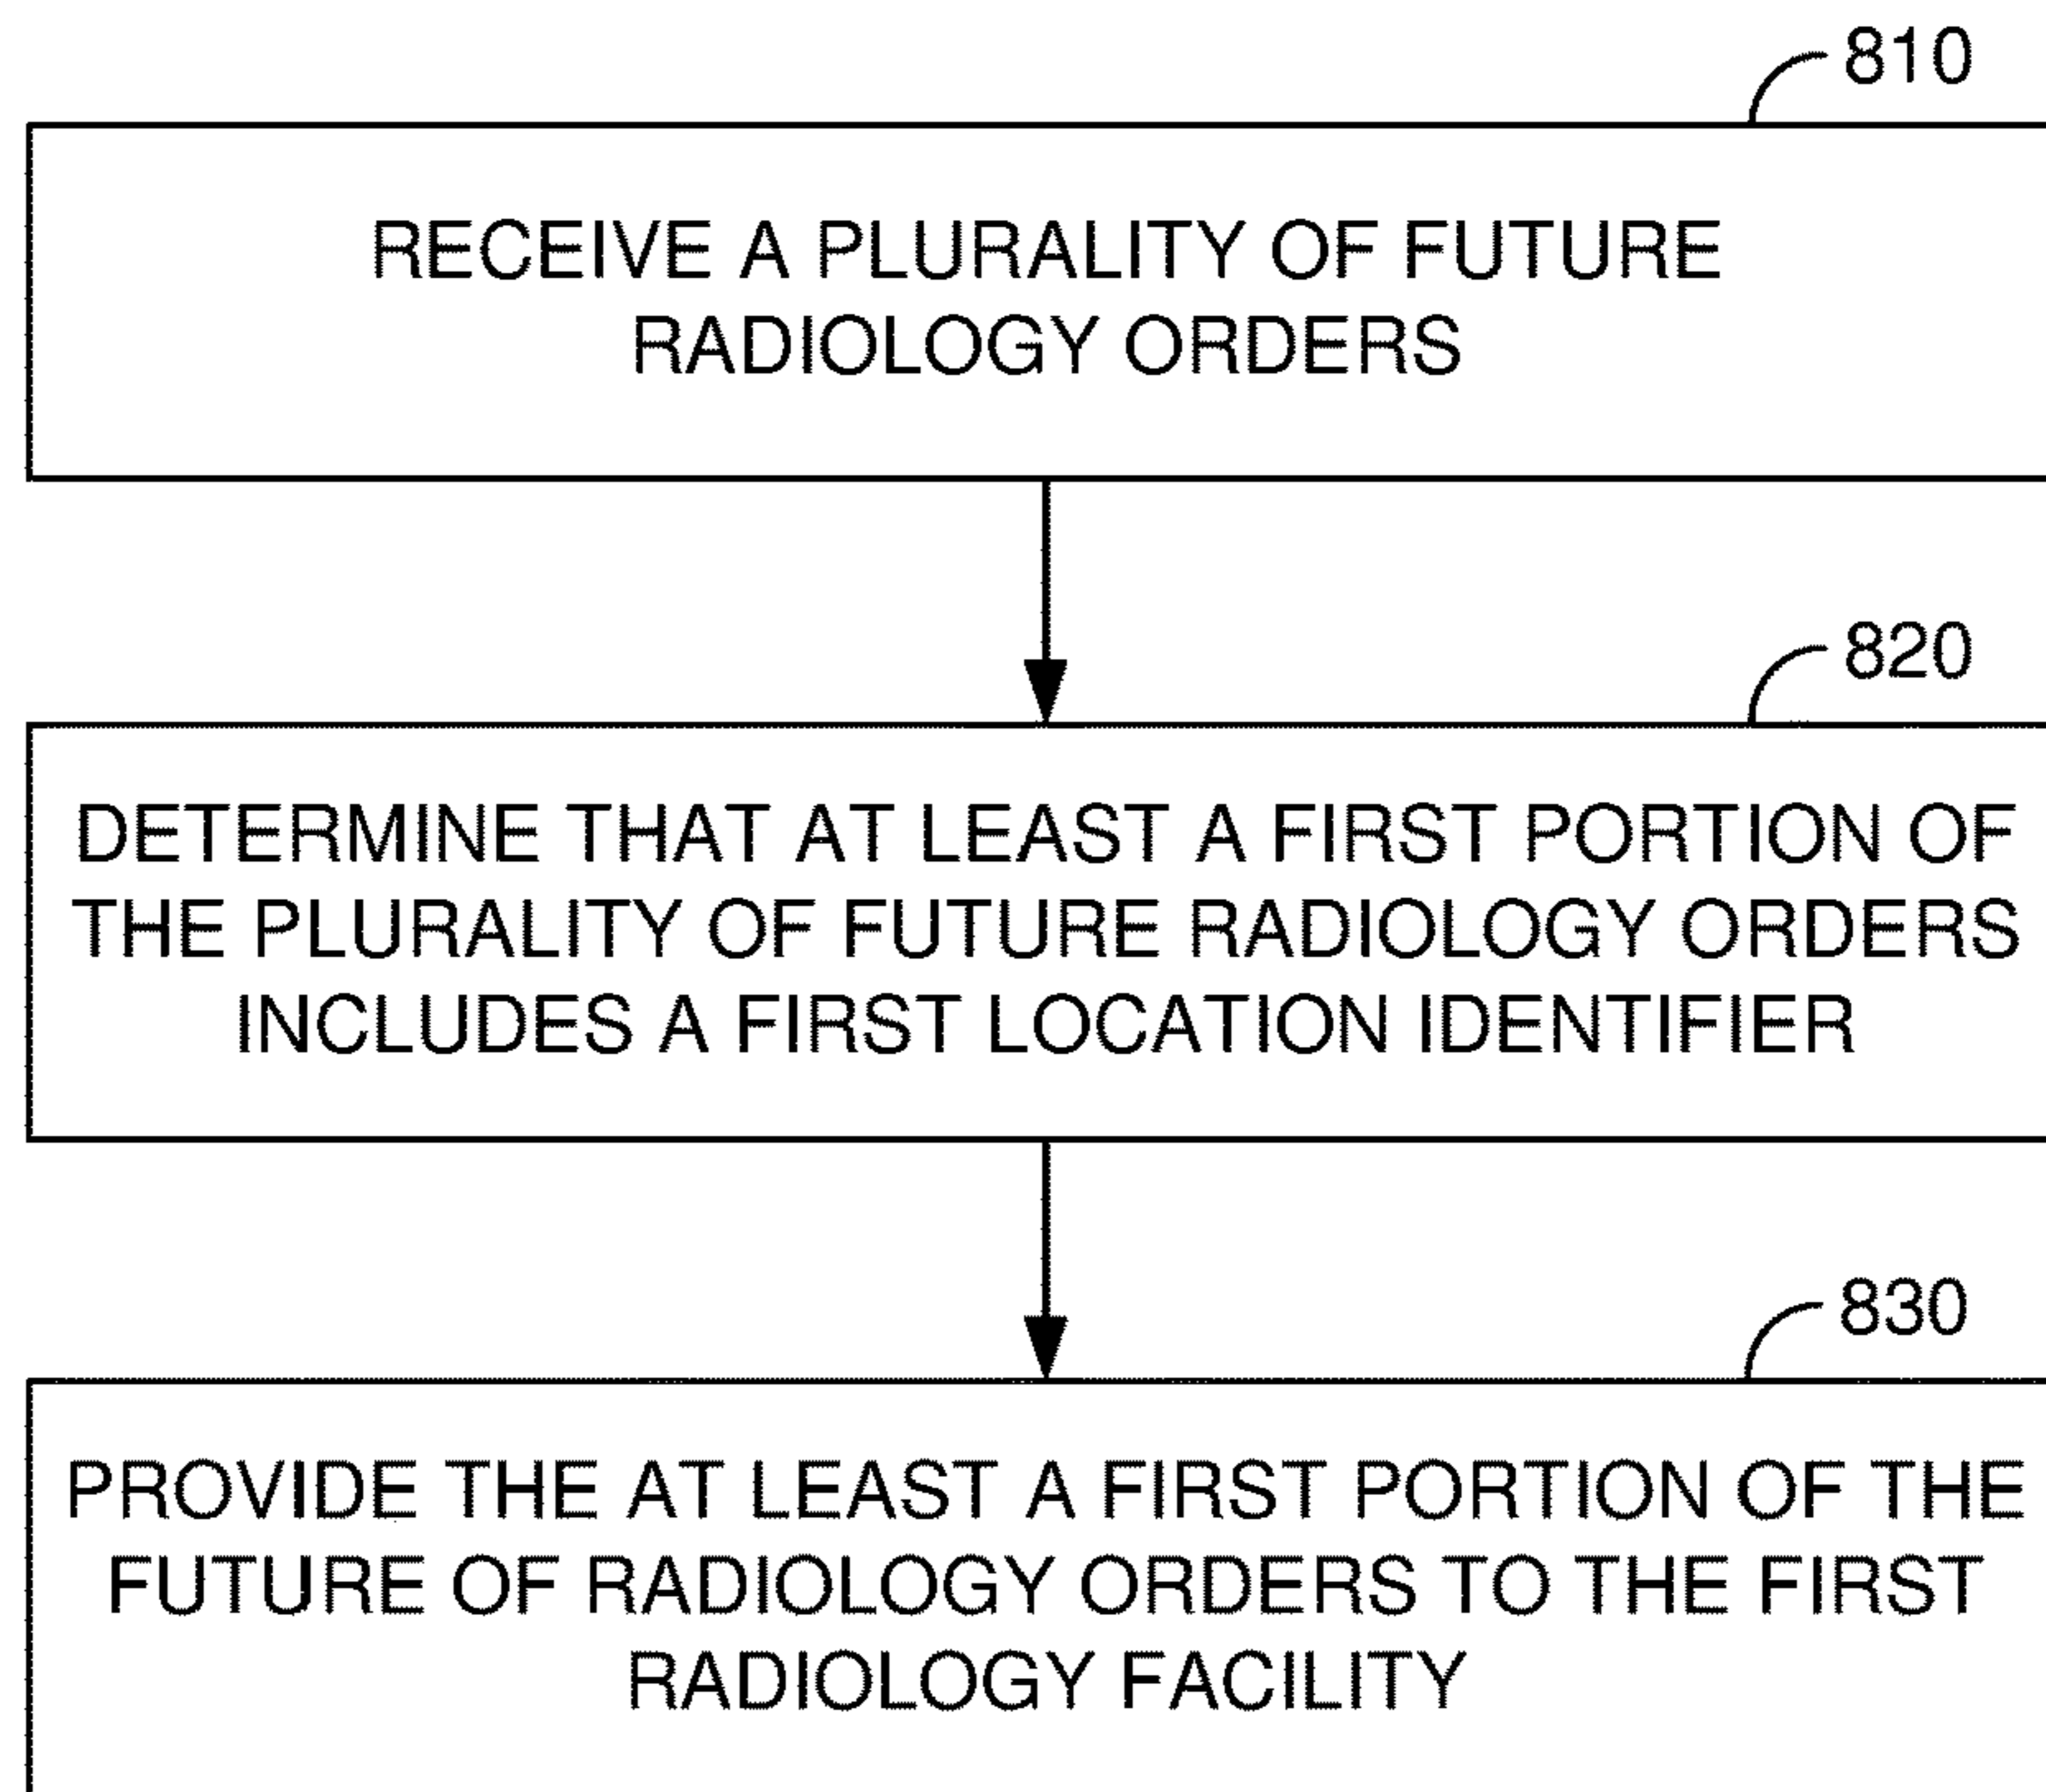 810
RECEIVE A PLURALITY OF FUTURE
RADIOLOGY ORDERS
820
DETERMINE THAT AT LEAST A FIRST PORTION OF
THE PLURALITY OF FUTURE RADIOLOGY ORDERS
INCLUDES A FIRST LOCATION IDENTIFIER
830
PROVIDE THE AT LEAST A FIRST PORTION OF THE
FUTURE OF RADIOLOGY ORDERS TO THE FIRST
RADIOLOGY FACILITY